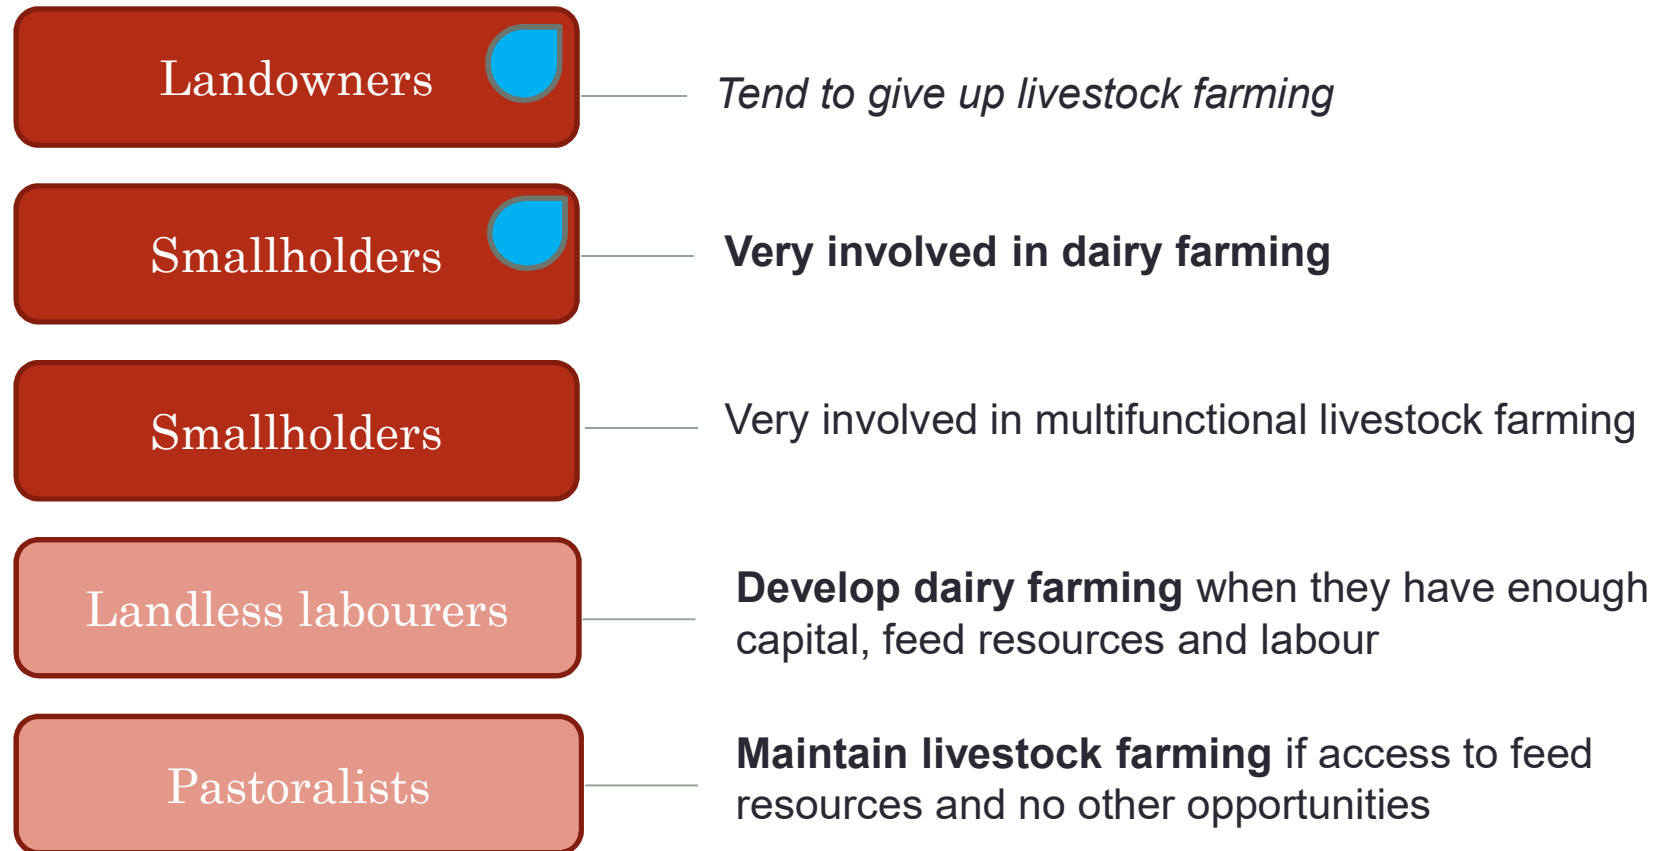 Landowners
Tend to give up livestock farming
Smallholders
Very involved in dairy farming
Smallholders
Very involved in multifunctional livestock farming
Landless labourers
Develop dairy farming when they have enough
capital, feed resources and labour
Pastoralists
Maintain livestock farming if access to feed
resources and no other opportunities